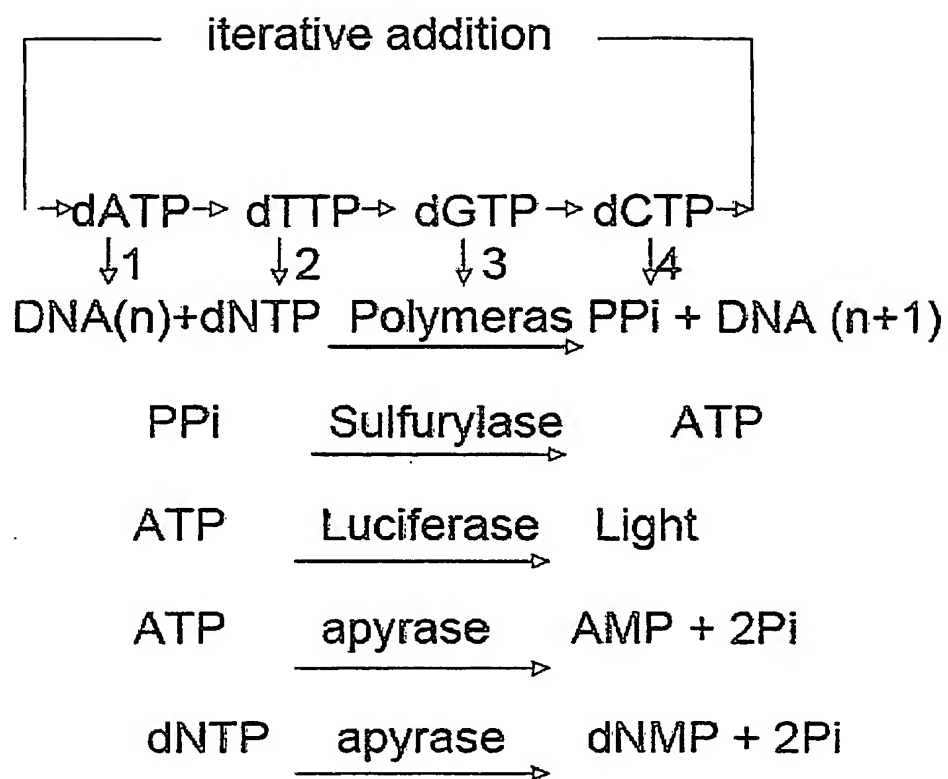 iterative addition
dATP dTTP dGTP dCTP
1 2 3 4
DNA(n)+dNTP Polymeras PPi + DNA (n+1)
PPi Sulfurylase ATP
ATP Luciferase Light
ATP apyrase AMP + 2Pi
dNTP apyrase dNMP + 2Pi